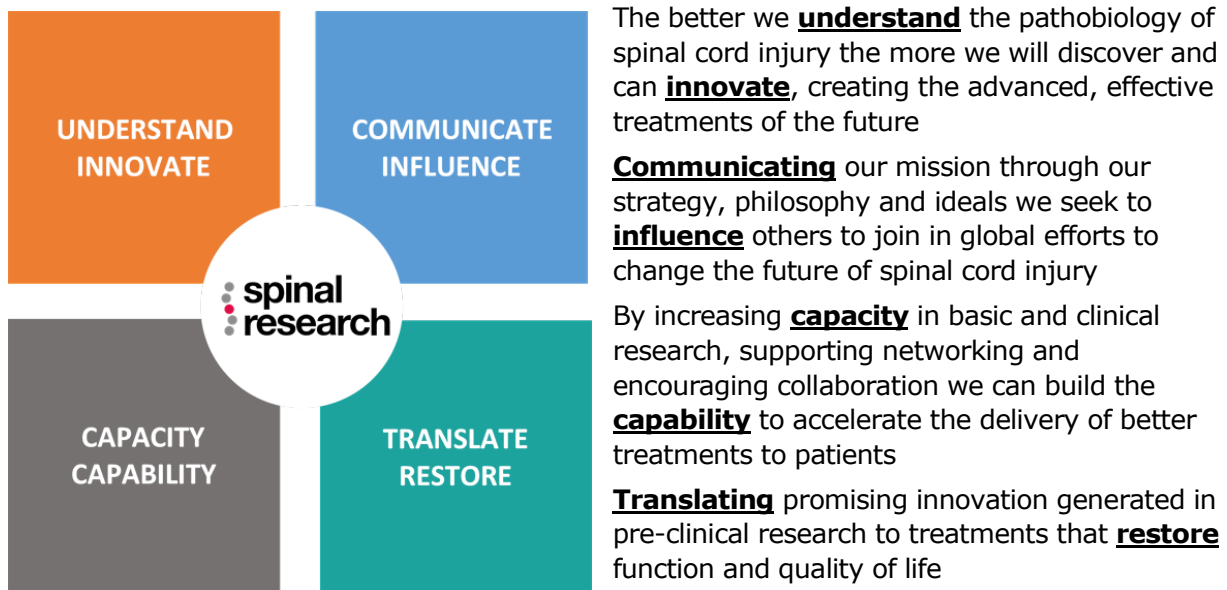 UNDERSTAND
INNOVATE
COMMUNICATE
INFLUENCE
spinal
research
CAPACITY
CAPABILITY
TRANSLATE
RESTORE
The better we understand the pathobiology of
spinal cord injury the more we will discover and
can innovate, creating the advanced, effective
treatments of the future
Communicating our mission through our
strategy, philosophy and ideals we seek to
influence others to join in global efforts to
change the future of spinal cord injury
By increasing capacity in basic and clinical
research, supporting networking and
encouraging collaboration we can build the
capability to accelerate the delivery of better
treatments to patients
Translating promising innovation generated in
pre-clinical research to treatments that restore
function and quality of life